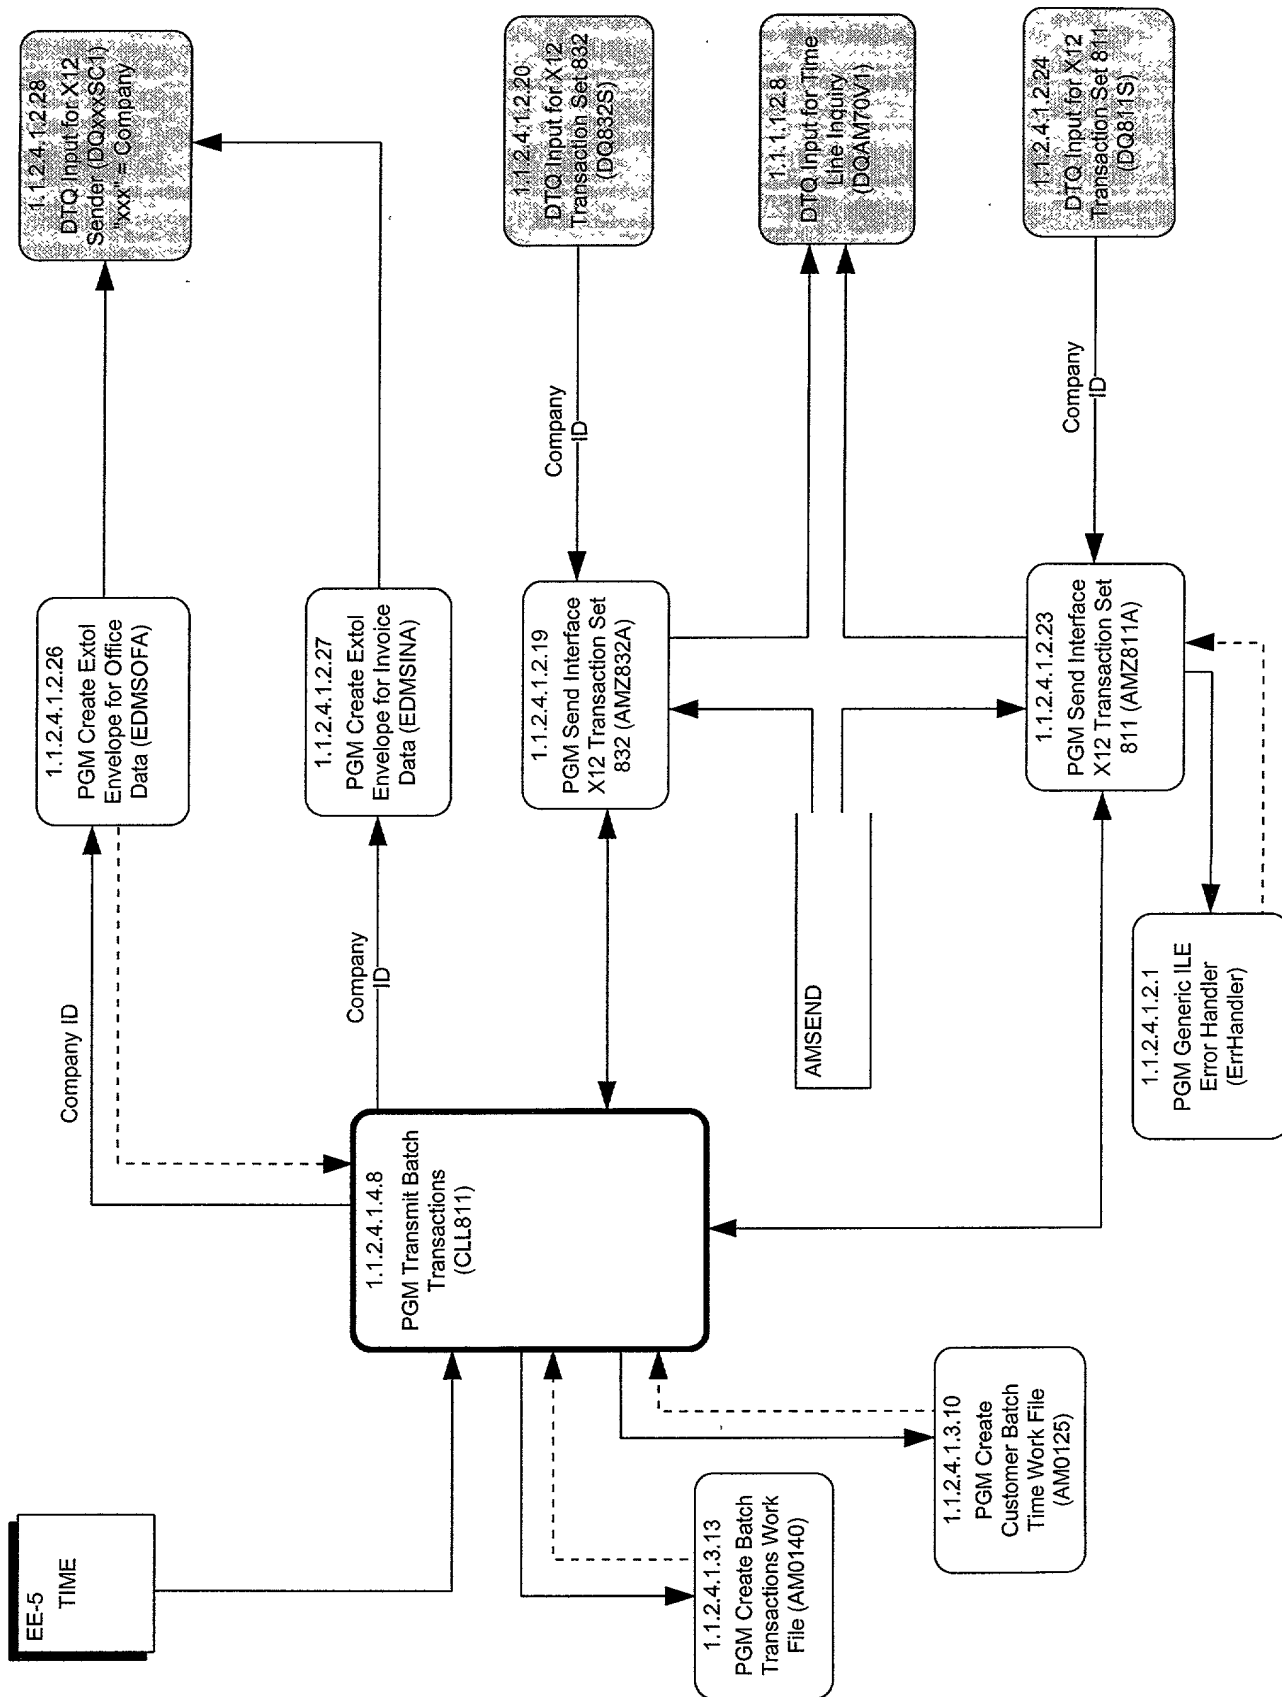 EE-5
TIME
1.1.2.4.1.3.13
PGM Create Batch
Transactions Work
File (AM0140)
1.1.2.4.1.3.10
PGM Create
Customer Batch
Time Work File
(AM0125)
1.1.2.4.1.4.8
PGM Transmit Batch
Transactions
(CLL811)
Company ID
Company
ID
1.1.2.4.1.2.26
PGM Create Extol
Envelope for Office
Data (EDMSOFA)
1.1.2.4.1.2.27
PGM Create Extol
Envelope for Invoice
Data (EDMSINA)
1.1.2.4.1.2.19
PGM Send Interface
X12 Transaction Set
832 (AMZ832A)
AMSEND
1.1.2.4.1.2.23
PGM Send Interface
X12 Transaction Set
811 (AMZ811A)
1.1.2.4.1.2.1
PGM Generic ILE
Error Handler
(ErrHandler)
Company
ID
Company
ID
1.1.2.4.1.2.28
DTQ Input for X12
Sender (DQxxxSC1)
"xxx" = Company
1.1.2.4.1.2.20
DTQ Input for X12
Transaction Set 832
(DQ832S)
1.1.1.1.12.8
DTQ Input for Time
Line Inquiry
(DQAM70V1)
1.1.2.4.1.2.24
DTQ Input for X12
Transaction Set 811
(DQ811S)